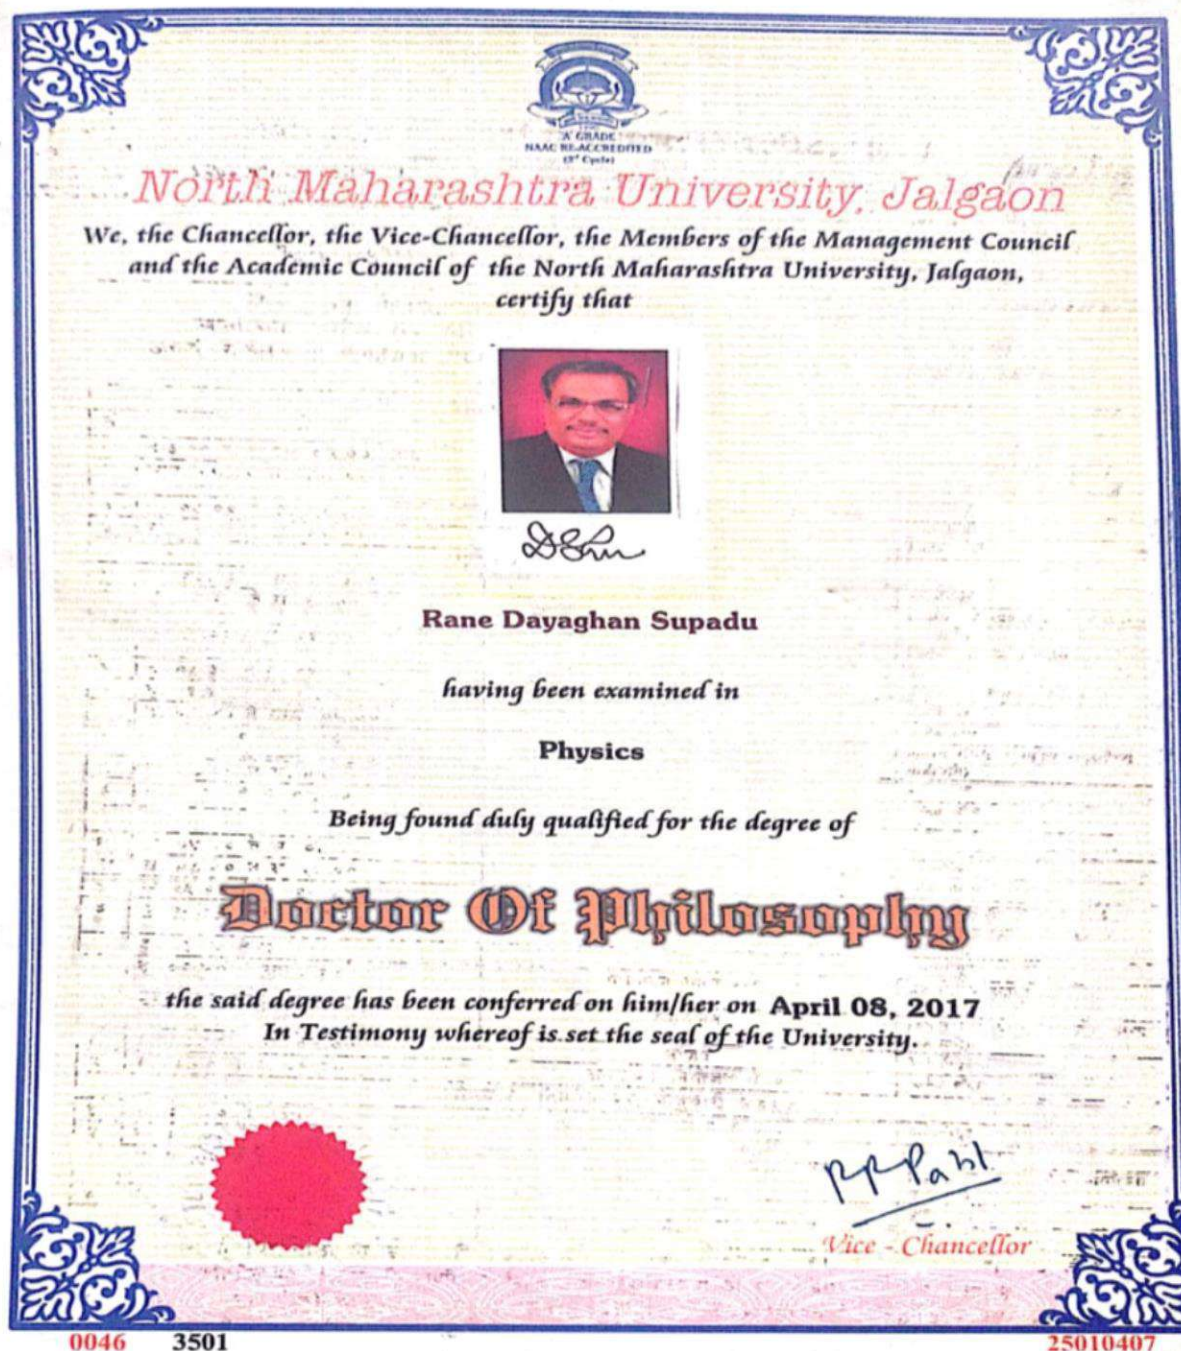 'A' GRADE
NAAC RE-ACCREDITED
(3rd Cycle)
North Maharashtra University, Jalgaon
We, the Chancellor, the Vice-Chancellor, the Members of the Management Council
and the Academic Council of the North Maharashtra University, Jalgaon,
certify that
Rane Dayaghan Supadu
having been examined in
Physics
Being found duly qualified for the degree of
Doctor Of Philosophy
the said degree has been conferred on him/her on April 08, 2017
In Testimony whereof is set the seal of the University.
Vice - Chancellor
0046 3501 25010407